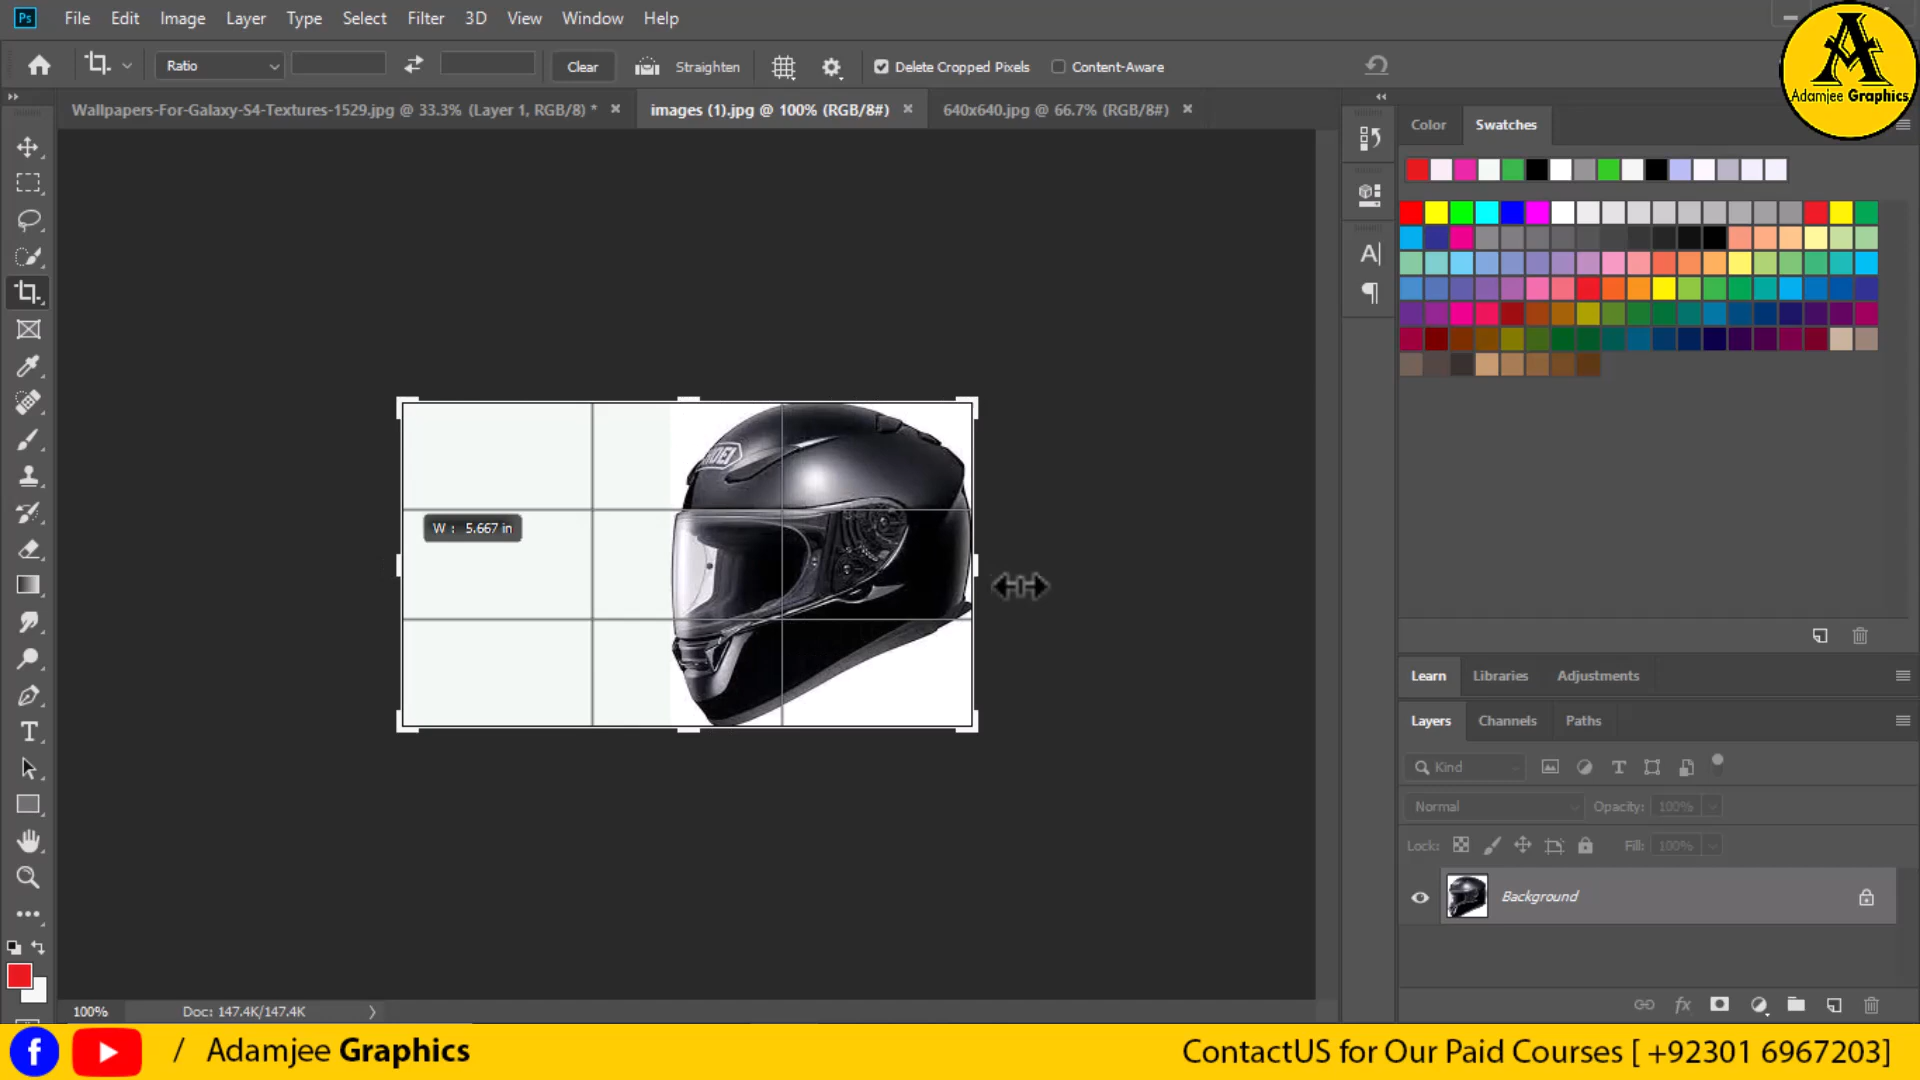 Ps File Edit Image Layer Type Select Filter 3D View Window Help
Ratio Clear Straighten Delete Cropped Pixels Content-Aware
A
Adamjee Graphics
Wallpapers-For-Galaxy-S4-Textures-1529.jpg @ 33.3% (Layer 1, RGB/8) * images (1).jpg @ 100% (RGB/8#) 640x640.jpg @ 66.7% (RGB/8#)
Color Swatches
SHOEI
W : 5.667 in
Learn Libraries Adjustments
Layers Channels Paths
Kind
Normal Opacity: 100%
Lock: Fill: 100%
Background
100% Doc: 147.4K/147.4K
/ Adamjee Graphics
ContactUS for Our Paid Courses [ +92301 6967203]